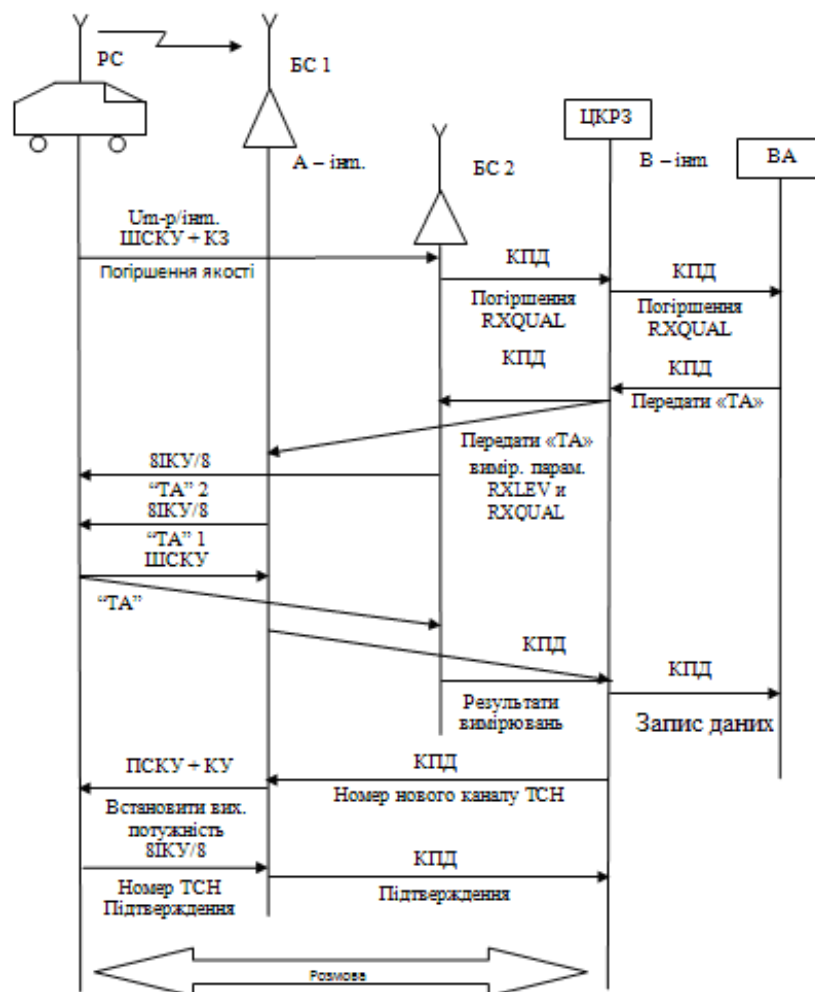 РС
БС 1
ЦКРЗ
ВА
А – інт.
БС 2
В – інт
Um-р/інт.
ШСКУ + КЗ
Погіршення якості
КПД
Погіршення
RXQUAL
КПД
Погіршення
RXQUAL
КПД
КПД
Передати «ТА»
Передати «ТА»
вимір. парам.
RXLEV и
RXQUAL
8ІКУ/8
“ТА” 2
8ІКУ/8
“ТА” 1
ШСКУ
“ТА”
КПД
КПД
Результати
вимірювань
Запис даних
ПСКУ + КУ
КПД
Номер нового каналу ТСН
Встановити вих.
потужність
8ІКУ/8
КПД
Номер ТСН
Підтверждення
Підтверждення
Розмова